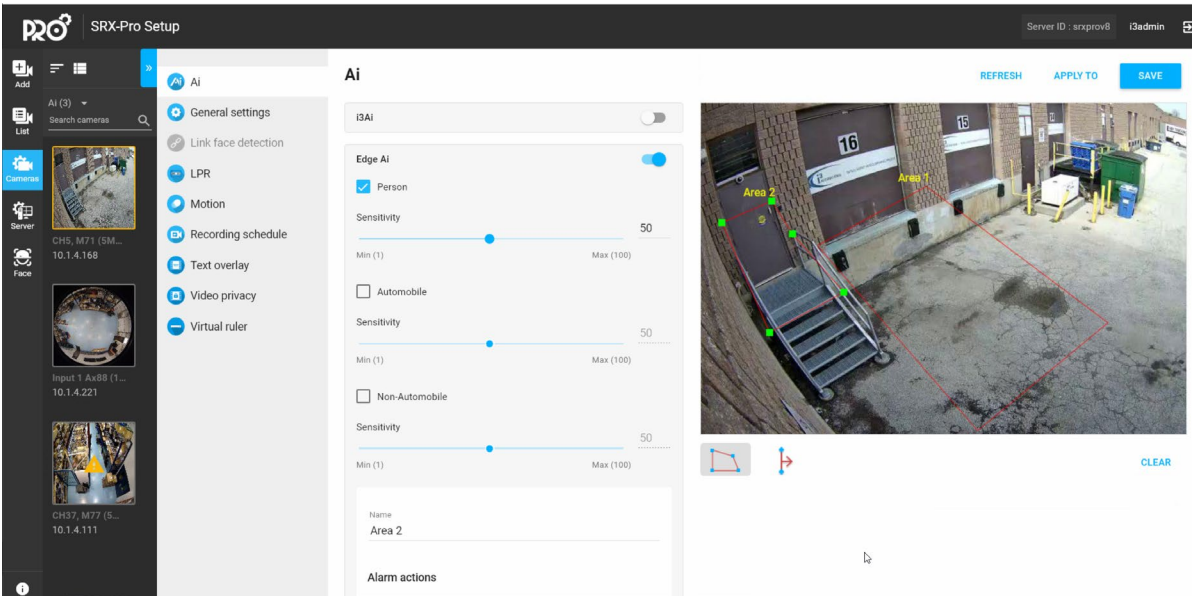 PRO
SRX-Pro Setup
Server ID : srxprov8
i3admin
Add
List
Cameras
Server
Face
Ai (3)
Search cameras
CH5, M71 (5M...
10.1.4.168
Input 1 Ax88 (1...
10.1.4.221
CH37, M77 (5...
10.1.4.111
Ai
General settings
Link face detection
LPR
Motion
Recording schedule
Text overlay
Video privacy
Virtual ruler
Ai
REFRESH
APPLY TO
SAVE
i3Ai
Edge Ai
Person
Sensitivity
50
Min (1)
Max (100)
Automobile
Sensitivity
50
Min (1)
Max (100)
Non-Automobile
Sensitivity
50
Min (1)
Max (100)
Name
Area 2
Alarm actions
16
15
Area 1
Area 2
CLEAR